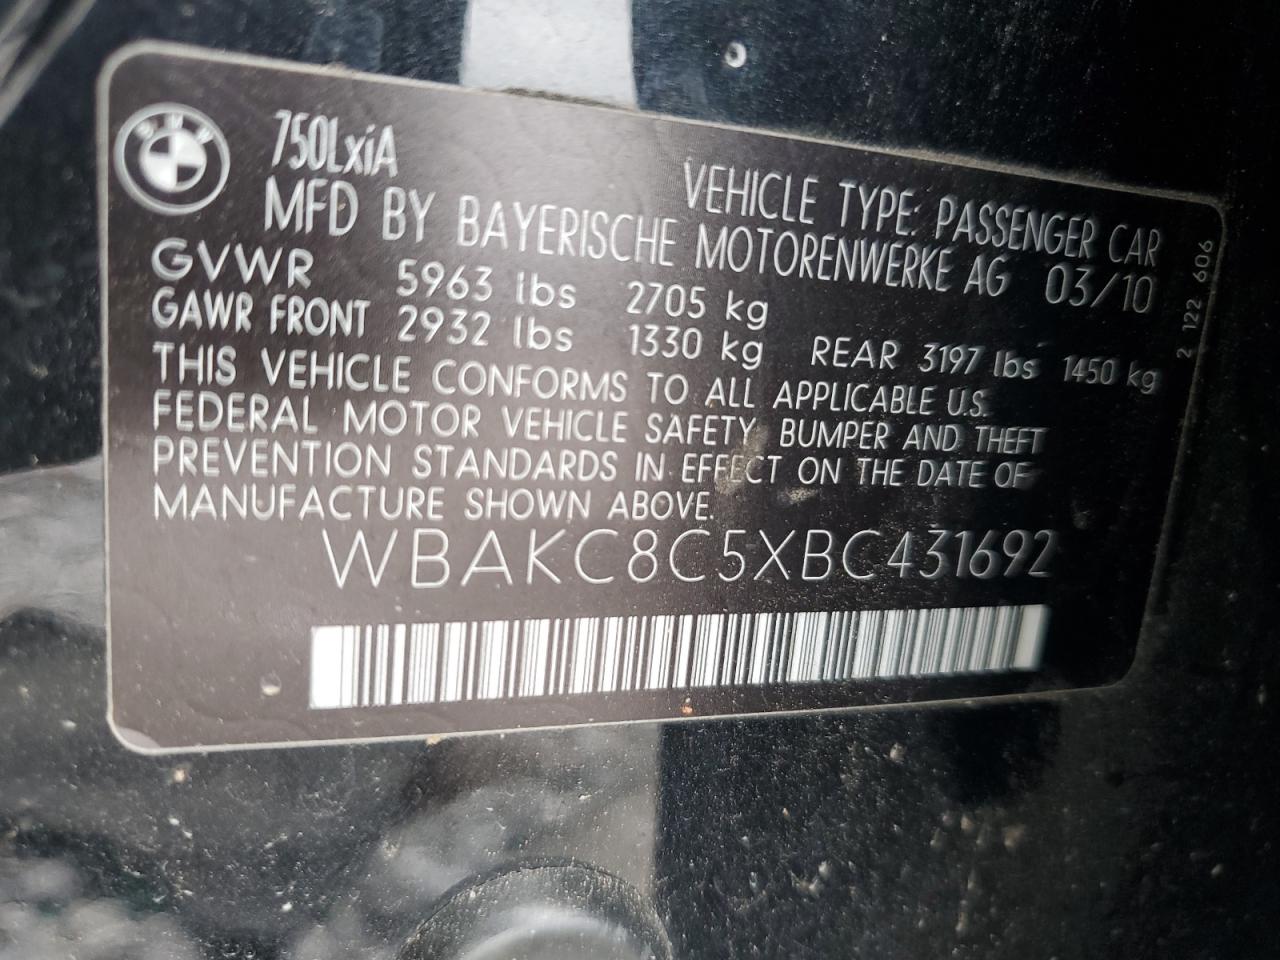 BMW
750LxiA
VEHICLE TYPE: PASSENGER CAR
MFD BY BAYERISCHE MOTORENWERKE AG 03/10
GVWR 5963 lbs 2705 kg
GAWR FRONT 2932 lbs 1330 kg REAR 3197 lbs 1450 kg
THIS VEHICLE CONFORMS TO ALL APPLICABLE U.S.
FEDERAL MOTOR VEHICLE SAFETY, BUMPER AND THEFT
PREVENTION STANDARDS IN EFFECT ON THE DATE OF
MANUFACTURE SHOWN ABOVE.
WBAKC8C5XBC431692
2 122 606